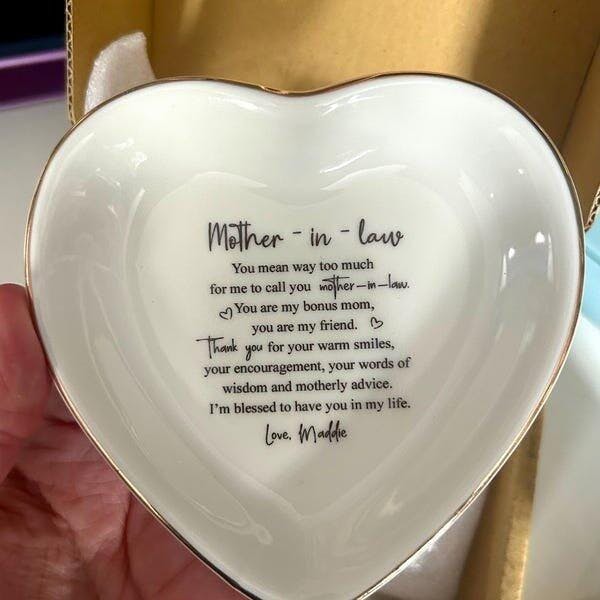 Mother - in - law
You mean way too much
for me to call you mother-in-law.
You are my bonus mom,
you are my friend.
Thank you for your warm smiles,
your encouragement, your words of
wisdom and motherly advice.
I'm blessed to have you in my life.
Love, Maddie